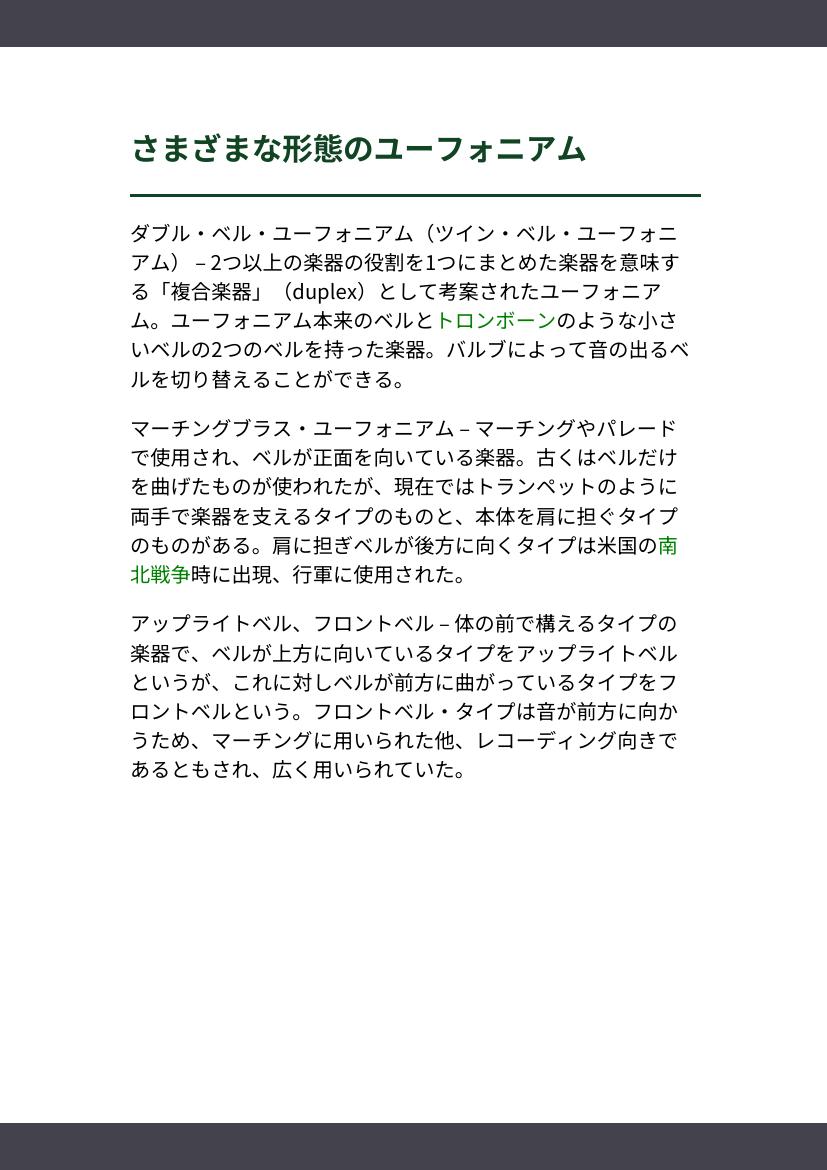 さまざまな形態のユーフォニアム
ダブル・ベル・ユーフォニアム（ツイン・ベル・ユーフォニ
アム） – 2つ以上の楽器の役割を1つにまとめた楽器を意味す
る「複合楽器」（duplex）として考案されたユーフォニア
ム。ユーフォニアム本来のベルとトロンボーンのような小さ
いベルの2つのベルを持った楽器。バルブによって音の出るベ
ルを切り替えることができる。
マーチングブラス・ユーフォニアム – マーチングやパレード
で使用され、ベルが正面を向いている楽器。古くはベルだけ
を曲げたものが使われたが、現在ではトランペットのように
両手で楽器を支えるタイプのものと、本体を肩に担ぐタイプ
のものがある。肩に担ぎベルが後方に向くタイプは米国の南
北戦争時に出現、行軍に使用された。
アップライトベル、フロントベル – 体の前で構えるタイプの
楽器で、ベルが上方に向いているタイプをアップライトベル
というが、これに対しベルが前方に曲がっているタイプをフ
ロントベルという。フロントベル・タイプは音が前方に向か
うため、マーチングに用いられた他、レコーディング向きで
あるともされ、広く用いられていた。